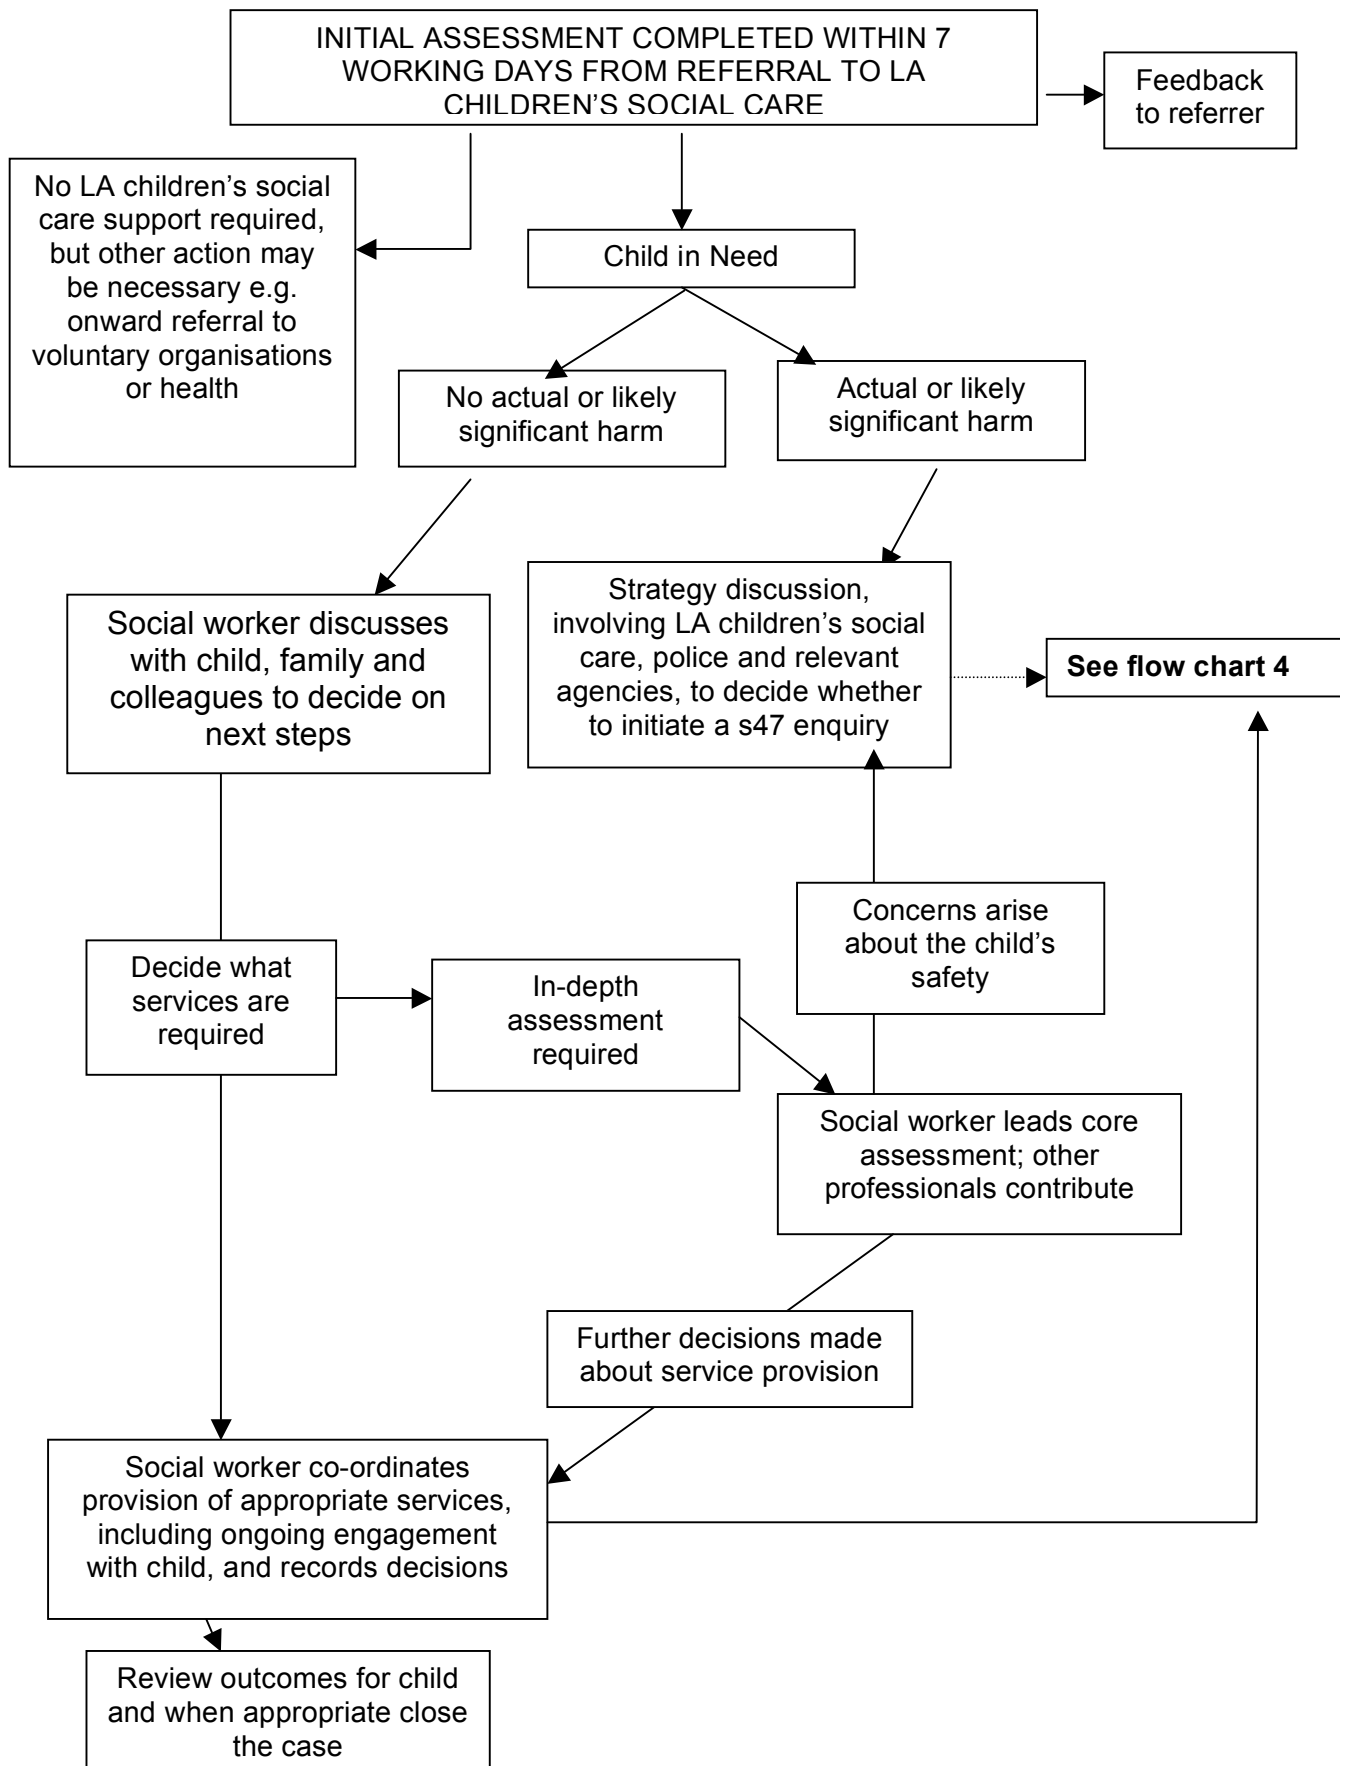 INITIAL ASSESSMENT COMPLETED WITHIN 7
WORKING DAYS FROM REFERRAL TO LA
CHILDREN'S SOCIAL CARE
Feedback
to referrer
No LA children's social
care support required,
but other action may
be necessary e.g.
onward referral to
voluntary organisations
or health
Child in Need
No actual or likely
significant harm
Actual or likely
significant harm
Social worker discusses
with child, family and
colleagues to decide on
next steps
Strategy discussion,
involving LA children's social
care, police and relevant
agencies, to decide whether
to initiate a s47 enquiry
See flow chart 4
Concerns arise
about the child's
safety
Decide what
services are
required
In-depth
assessment
required
Social worker leads core
assessment; other
professionals contribute
Further decisions made
about service provision
Social worker co-ordinates
provision of appropriate services,
including ongoing engagement
with child, and records decisions
Review outcomes for child
and when appropriate close
the case